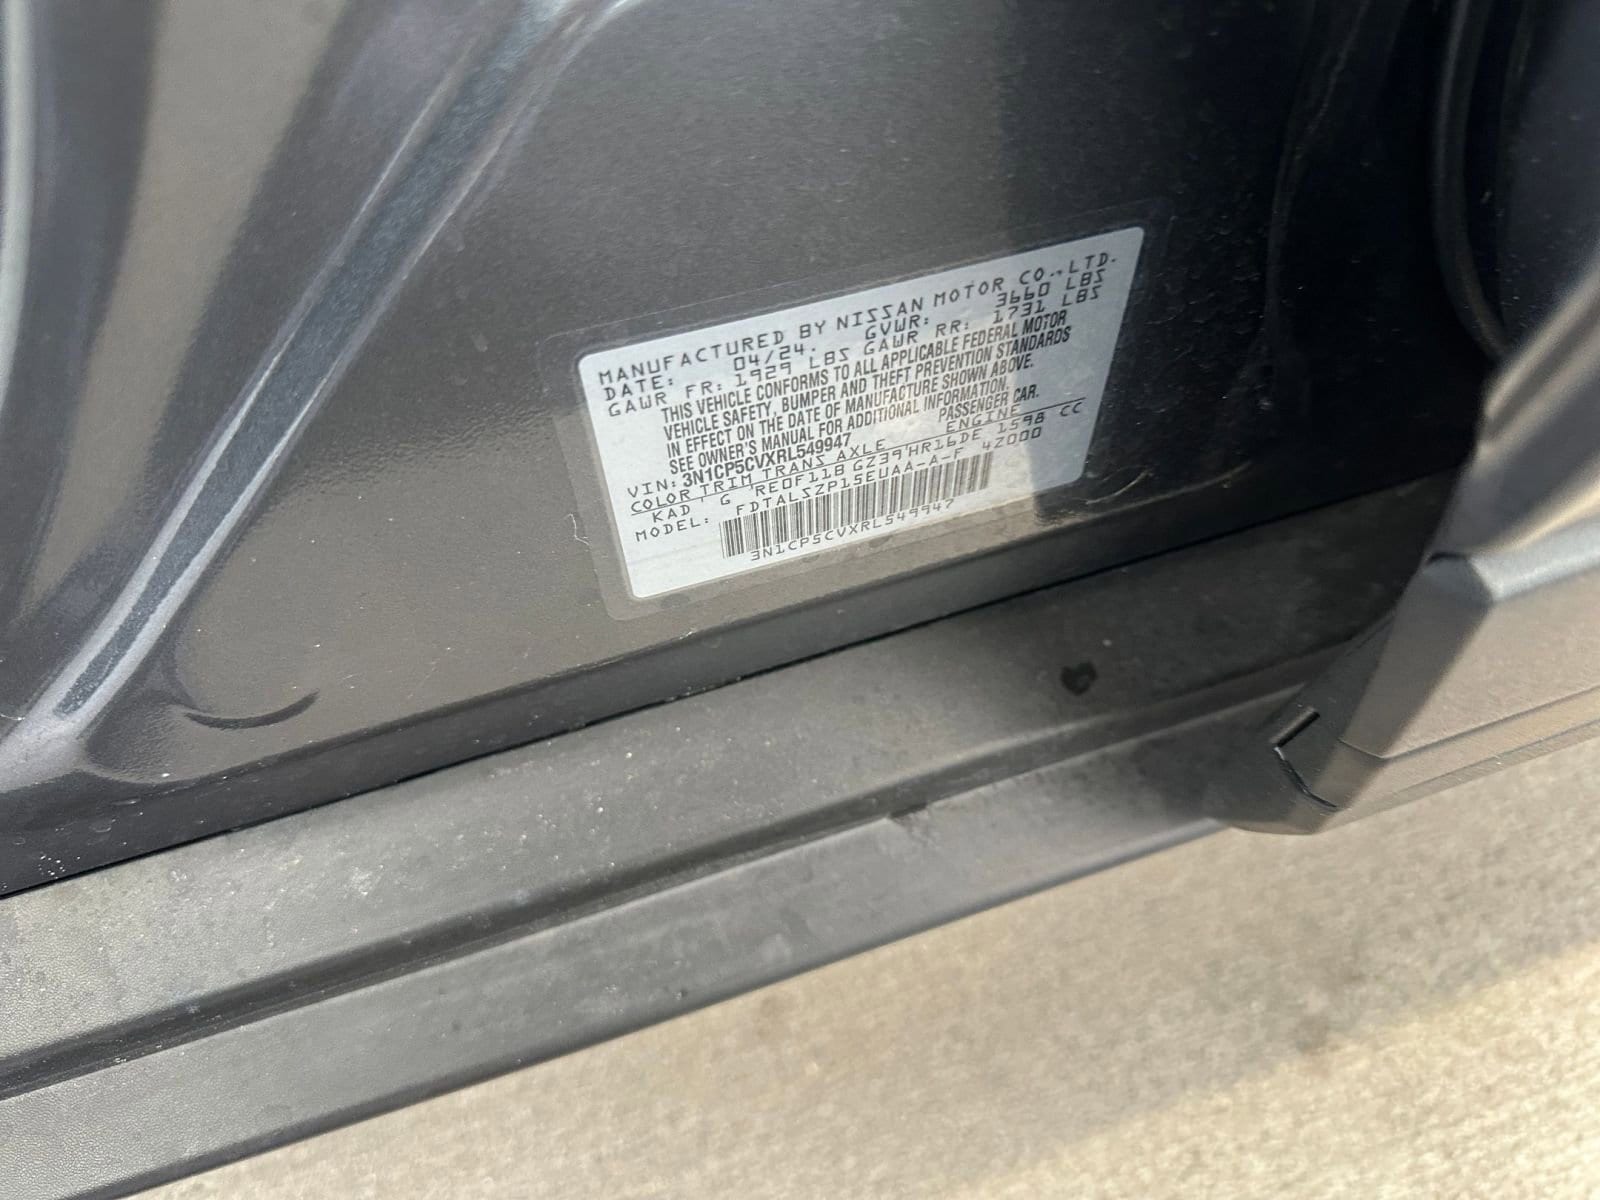 MANUFACTURED BY NISSAN MOTOR CO.,LTD.
DATE: 04/24. GVWR: 3660 LBS
GAWR FR: 1929 LBS GAWR RR: 1731 LBS
THIS VEHICLE CONFORMS TO ALL APPLICABLE FEDERAL MOTOR
VEHICLE SAFETY, BUMPER AND THEFT PREVENTION STANDARDS
IN EFFECT ON THE DATE OF MANUFACTURE SHOWN ABOVE.
SEE OWNER'S MANUAL FOR ADDITIONAL INFORMATION.
VIN: 3N1CP5CVXRL549947 PASSENGER CAR.
COLOR TRIM TRANS AXLE ENGINE
KAD G RE0F11B GZ39 HR16DE 1598 CC
MODEL: FDTALSZP15EUAA-A-F 4Z000
3N1CP5CVXRL549947